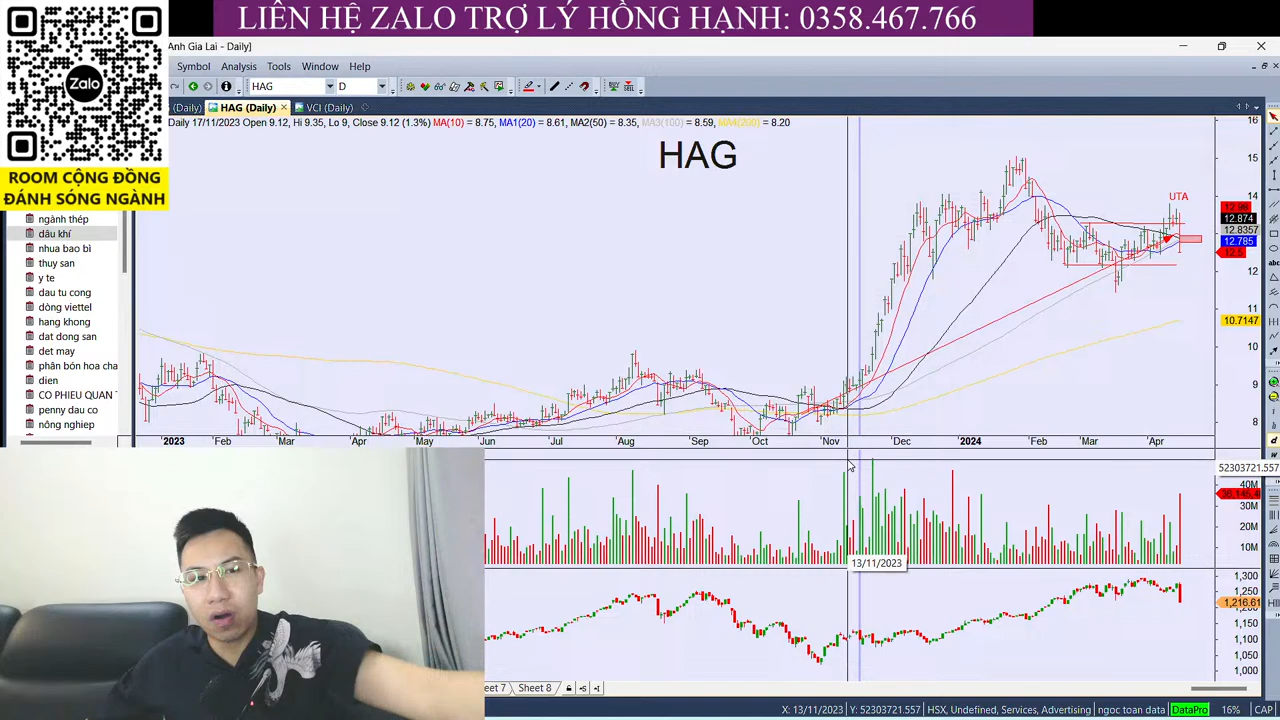 LIÊN HỆ ZALO TRỢ LÝ HỒNG HẠNH 0358.467.766
Zalo
ROOM CỘNG ĐỒNG
ĐÁNH SÓNG NGÀNH
Anh Gia Lai - Daily]
Symbol Analysis Tools Window Help
HAG D
(Daily) HAG (Daily) VCI (Daily)
Daily 17/11/2023 Open 9.12, Hi 9.35, Lo 9, Close 9.12 (1.3%) MA(10) = 8.75, MA1(20) = 8.61, MA2(50) = 8.35, MA3(100) = 8.59, MA4(200) = 8.20
HAG
UTA
ngành thép
dâu khí
nhua bao bì
thuy san
y te
dau tu cong
dòng viettel
hang khong
dat dong san
det may
phân bón hoa cha
dien
CO PHIEU QUAN T
penny dau co
nông nghiep
16
15
14
12.98
12.874
12.8357
12.785
12.5
12
11
10.7147
10
9
8
2023 Feb Mar Apr May Jun Jul Aug Sep Oct Nov Dec 2024 Feb Mar Apr
52303721.557
40M
30M
20M
10M
13/11/2023
1,300
1,216.61
1,150
1,100
1,050
1,000
eet 7 Sheet 8
X: 13/11/2023 Y: 52303721.557 HSX, Undefined, Services, Advertising ngoc toan data DataPro 16% CAP